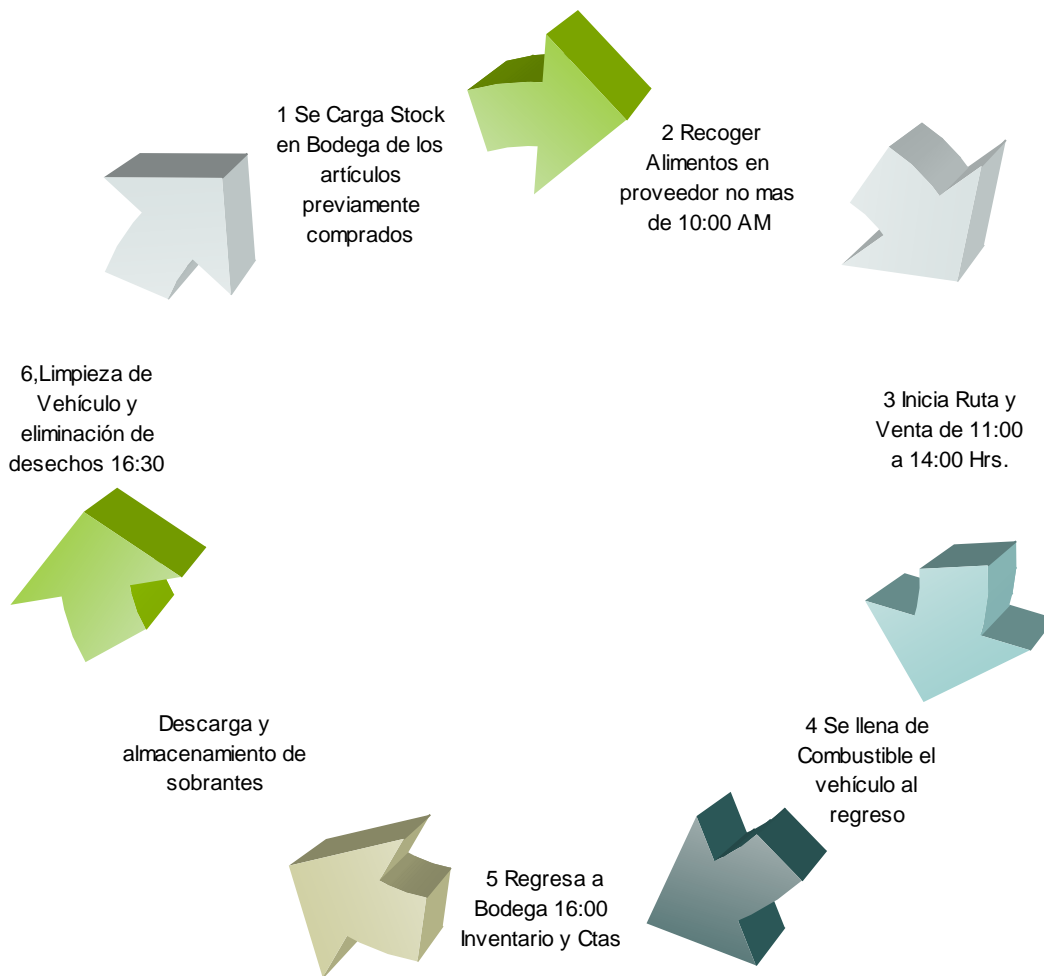 1 Se Carga Stock
en Bodega de los
artículos
previamente
comprados
2 Recoger
Alimentos en
proveedor no mas
de 10:00 AM
3 Inicia Ruta y
Venta de 11:00
a 14:00 Hrs.
4 Se llena de
Combustible el
vehículo al
regreso
5 Regresa a
Bodega 16:00
Inventario y Ctas
Descarga y
almacenamiento de
sobrantes
6,Limpieza de
Vehículo y
eliminación de
desechos 16:30